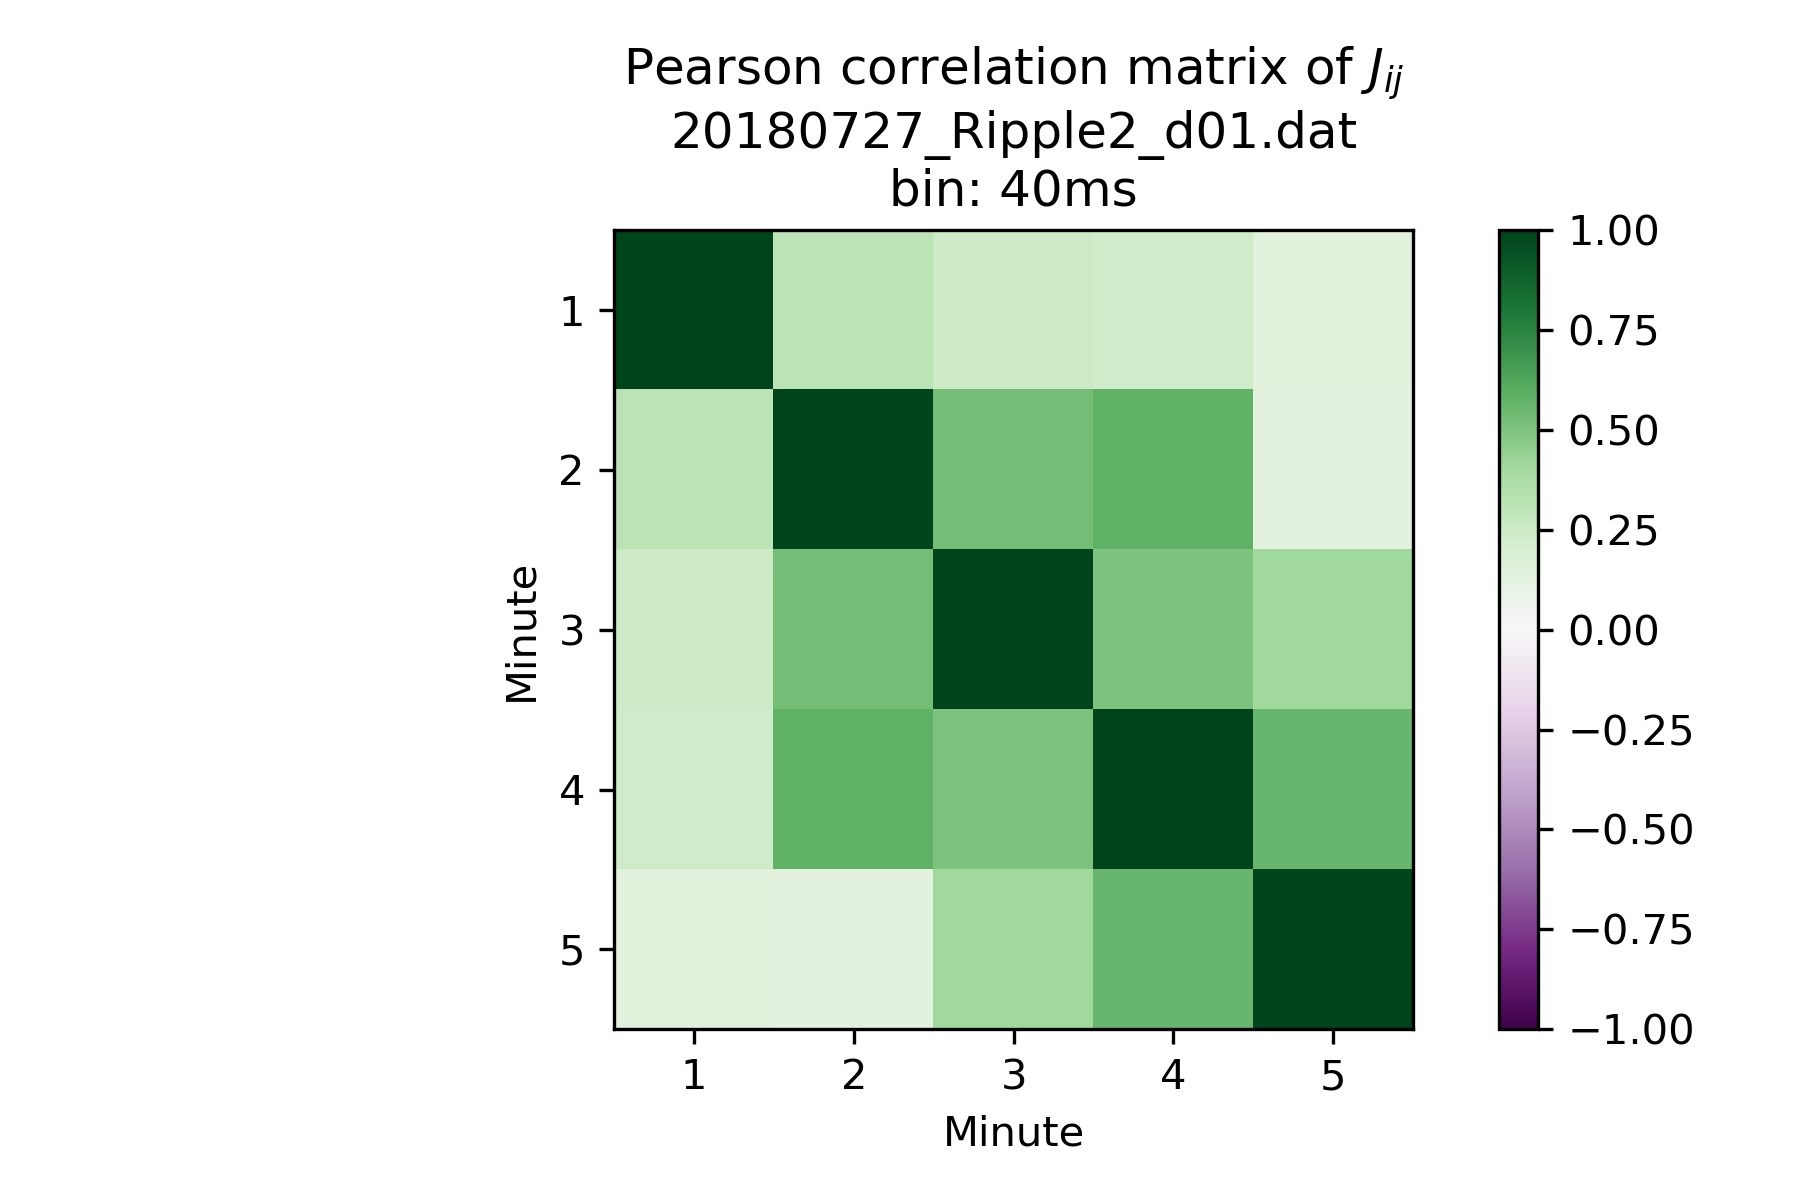 Pearson correlation matrix of J_{ij}
20180727_Ripple2_d01.dat
bin: 40ms
1.00
0.75
0.50
0.25
0.00
−0.25
−0.50
−0.75
−1.00
Minute
1
2
3
4
5
1 2 3 4 5
Minute